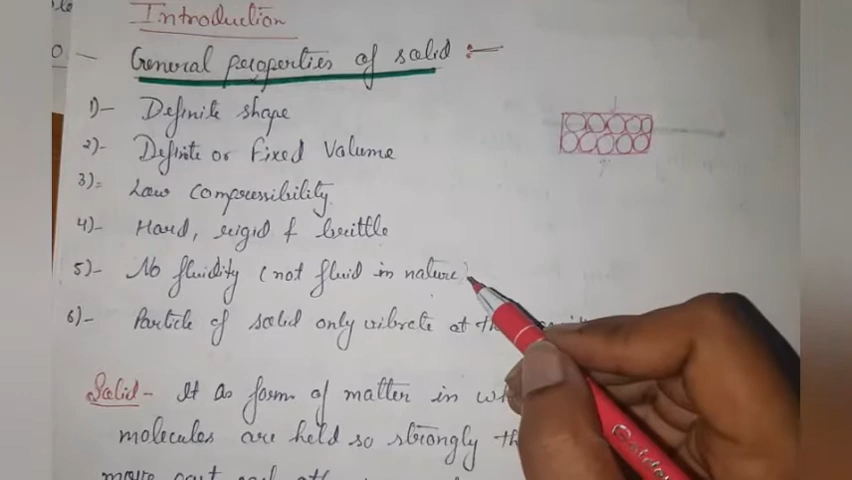 Introduction
General properties of solid :-
1)- Definite shape
2)- Definite or Fixed Volume
3):- Low compressibility
4)- Hard, rigid & brittle
5)- No fluidity (not fluid in nature)
6)- Particle of solid only vibrate at
Solid - It is form of matter in
molecules are held so strongly
move